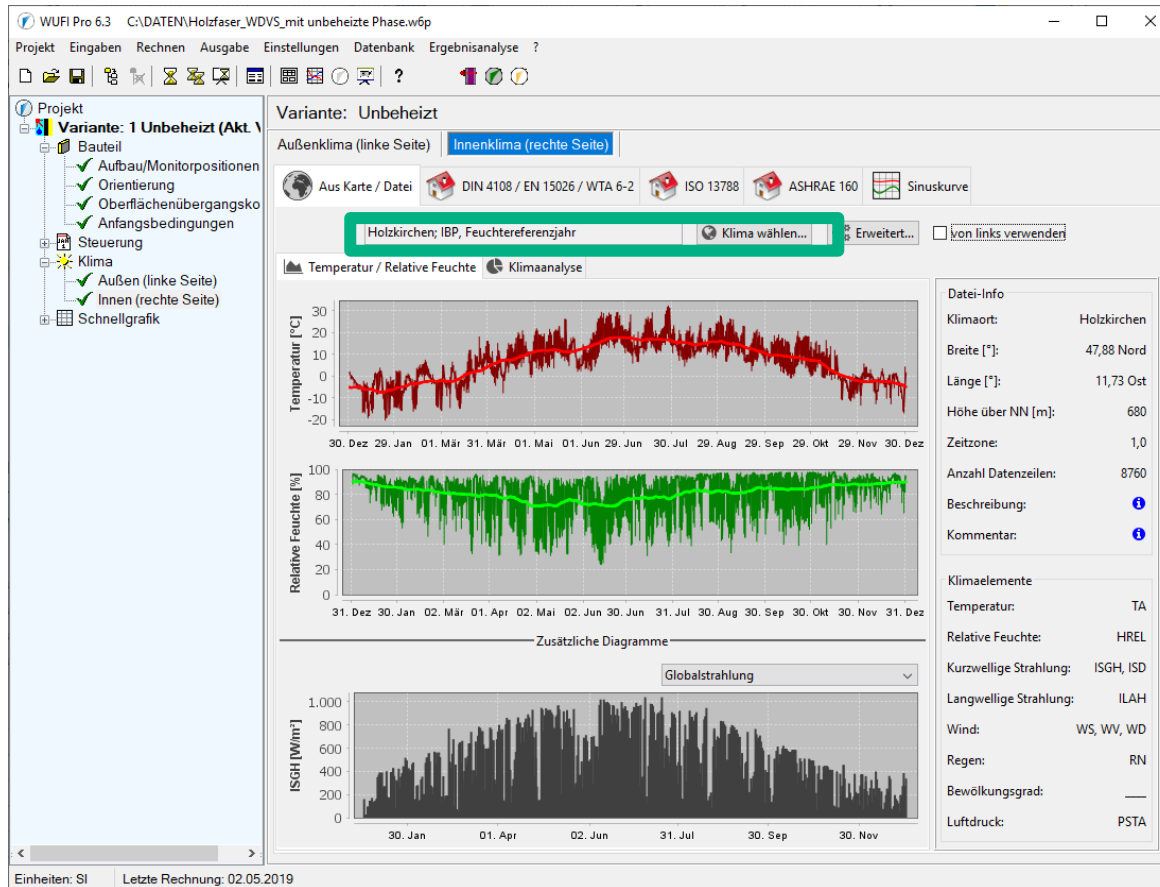 WUFI Pro 6.3 C:\DATEN\Holzfaser_WDVS_mit unbeheizte Phase.w6p
Projekt Eingaben Rechnen Ausgabe Einstellungen Datenbank Ergebnisanalyse ?
?
Projekt
Variante: 1 Unbeheizt (Akt. V
Bauteil
Aufbau/Monitorpositionen
Orientierung
Oberflächenübergangsko
Anfangsbedingungen
Steuerung
Klima
Außen (linke Seite)
Innen (rechte Seite)
Schnellgrafik
Variante: Unbeheizt
Außenklima (linke Seite) Innenklima (rechte Seite)
Aus Karte / Datei DIN 4108 / EN 15026 / WTA 6-2 ISO 13788 ASHRAE 160 Sinuskurve
Holzkirchen; IBP, Feuchtereferenzjahr Klima wählen... Erweitert... von links verwenden
Temperatur / Relative Feuchte Klimaanalyse
Temperatur [°C]
30
20
10
0
-10
-20
30. Dez 29. Jan 01. Mär 31. Mär 01. Mai 01. Jun 29. Jun 30. Jul 29. Aug 29. Sep 29. Okt 29. Nov 30. Dez
Relative Feuchte [%]
100
80
60
40
20
0
31. Dez 30. Jan 02. Mär 01. Apr 02. Mai 02. Jun 30. Jun 31. Jul 30. Aug 30. Sep 30. Okt 30. Nov 31. Dez
Zusätzliche Diagramme
Globalstrahlung
ISGH [W/m²]
1.000
800
600
400
200
0
30. Jan 01. Apr 02. Jun 31. Jul 30. Sep 30. Nov
Datei-Info
Klimaort: Holzkirchen
Breite [°]: 47,88 Nord
Länge [°]: 11,73 Ost
Höhe über NN [m]: 680
Zeitzone: 1,0
Anzahl Datenzeilen: 8760
Beschreibung:
Kommentar:
Klimaelemente
Temperatur: TA
Relative Feuchte: HREL
Kurzwellige Strahlung: ISGH, ISD
Langwellige Strahlung: ILAH
Wind: WS, WV, WD
Regen: RN
Bewölkungsgrad: ___
Luftdruck: PSTA
Einheiten: SI Letzte Rechnung: 02.05.2019